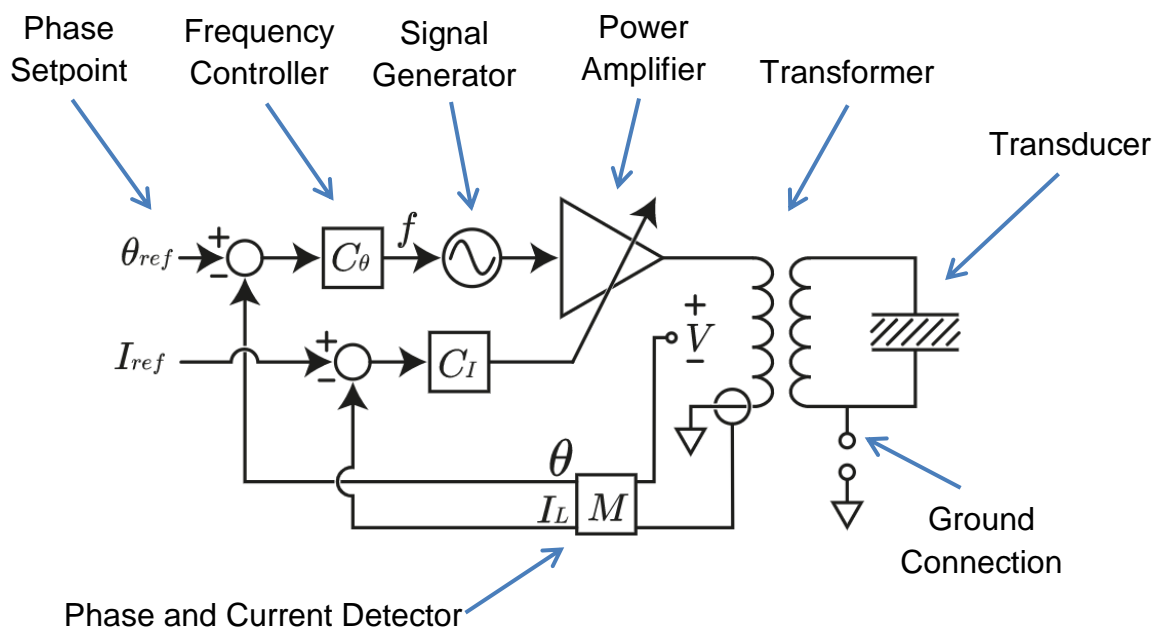 Phase
Setpoint
Frequency
Controller
Signal
Generator
Power
Amplifier
Transformer
Transducer
θref
+
−
Cθ
f
Iref
+
−
CI
+
V
−
θ
IL
M
Ground
Connection
Phase and Current Detector